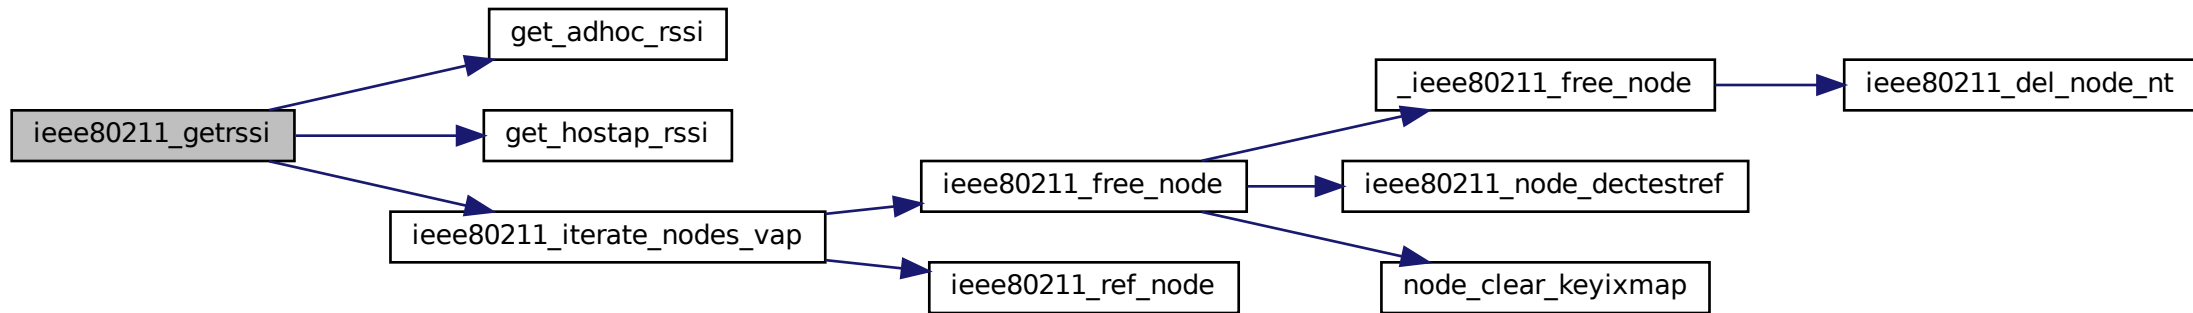 get_adhoc_rssi
_ieee80211_free_node
ieee80211_del_node_nt
ieee80211_getrssi
get_hostap_rssi
ieee80211_free_node
ieee80211_node_dectestref
ieee80211_iterate_nodes_vap
ieee80211_ref_node
node_clear_keyixmap